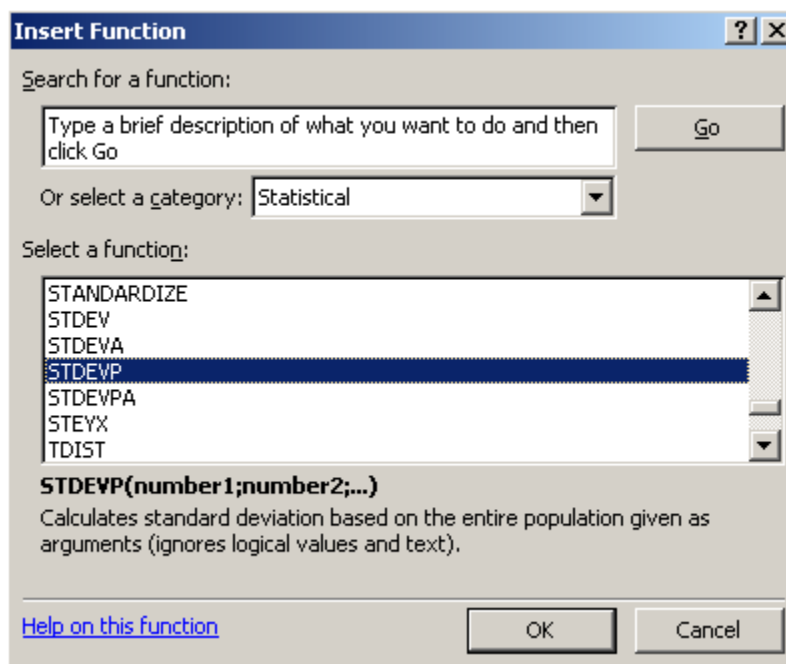 Insert Function
Search for a function:
Type a brief description of what you want to do and then
click Go
Go
Or select a category: Statistical
Select a function:
STANDARDIZE
STDEV
STDEVA
STDEVP
STDEVPA
STEYX
TDIST
STDEVP(number1;number2;...)
Calculates standard deviation based on the entire population given as
arguments (ignores logical values and text).
Help on this function
OK
Cancel